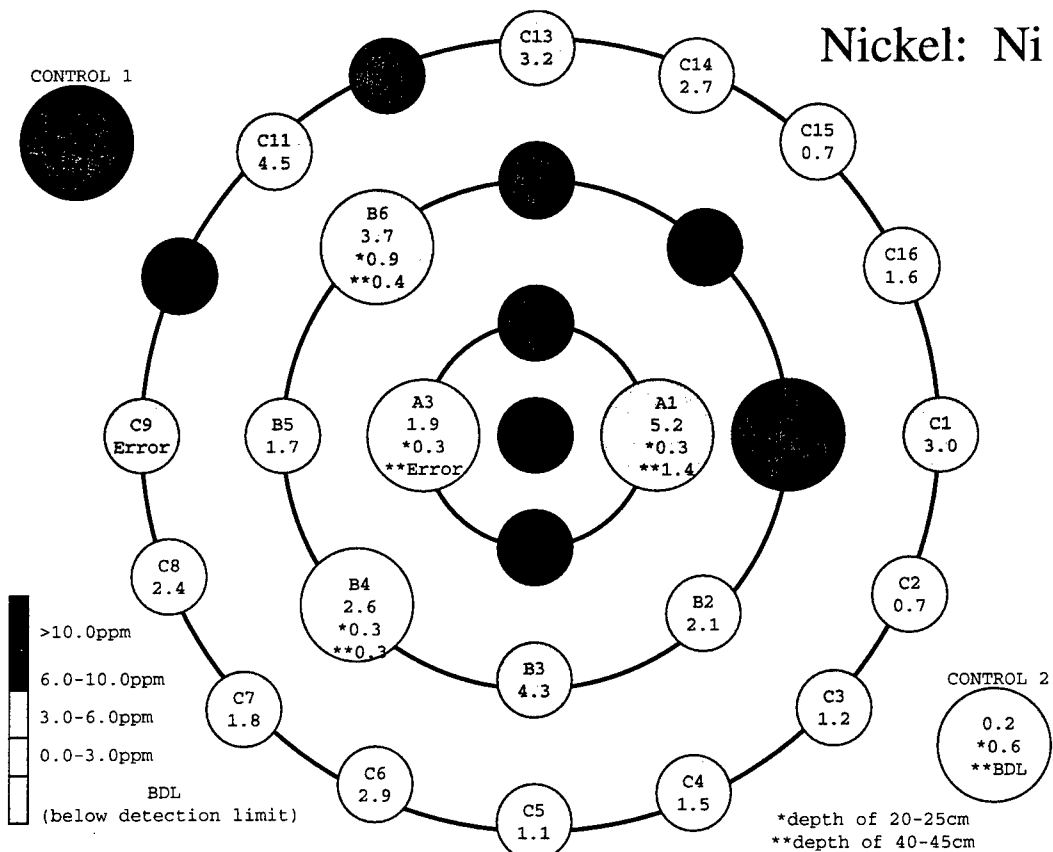 Nickel: Ni
CONTROL 1
C13
3.2
C14
2.7
C15
0.7
C11
4.5
B6
3.7
*0.9
**0.4
C16
1.6
A3
1.9
*0.3
**Error
A1
5.2
*0.3
**1.4
C9
Error
B5
1.7
C1
3.0
C8
2.4
B4
2.6
*0.3
**0.3
B2
2.1
C2
0.7
B3
4.3
C7
1.8
C3
1.2
C6
2.9
C5
1.1
C4
1.5
CONTROL 2
0.2
*0.6
**BDL
>10.0ppm
6.0-10.0ppm
3.0-6.0ppm
0.0-3.0ppm
BDL
(below detection limit)
*depth of 20-25cm
**depth of 40-45cm